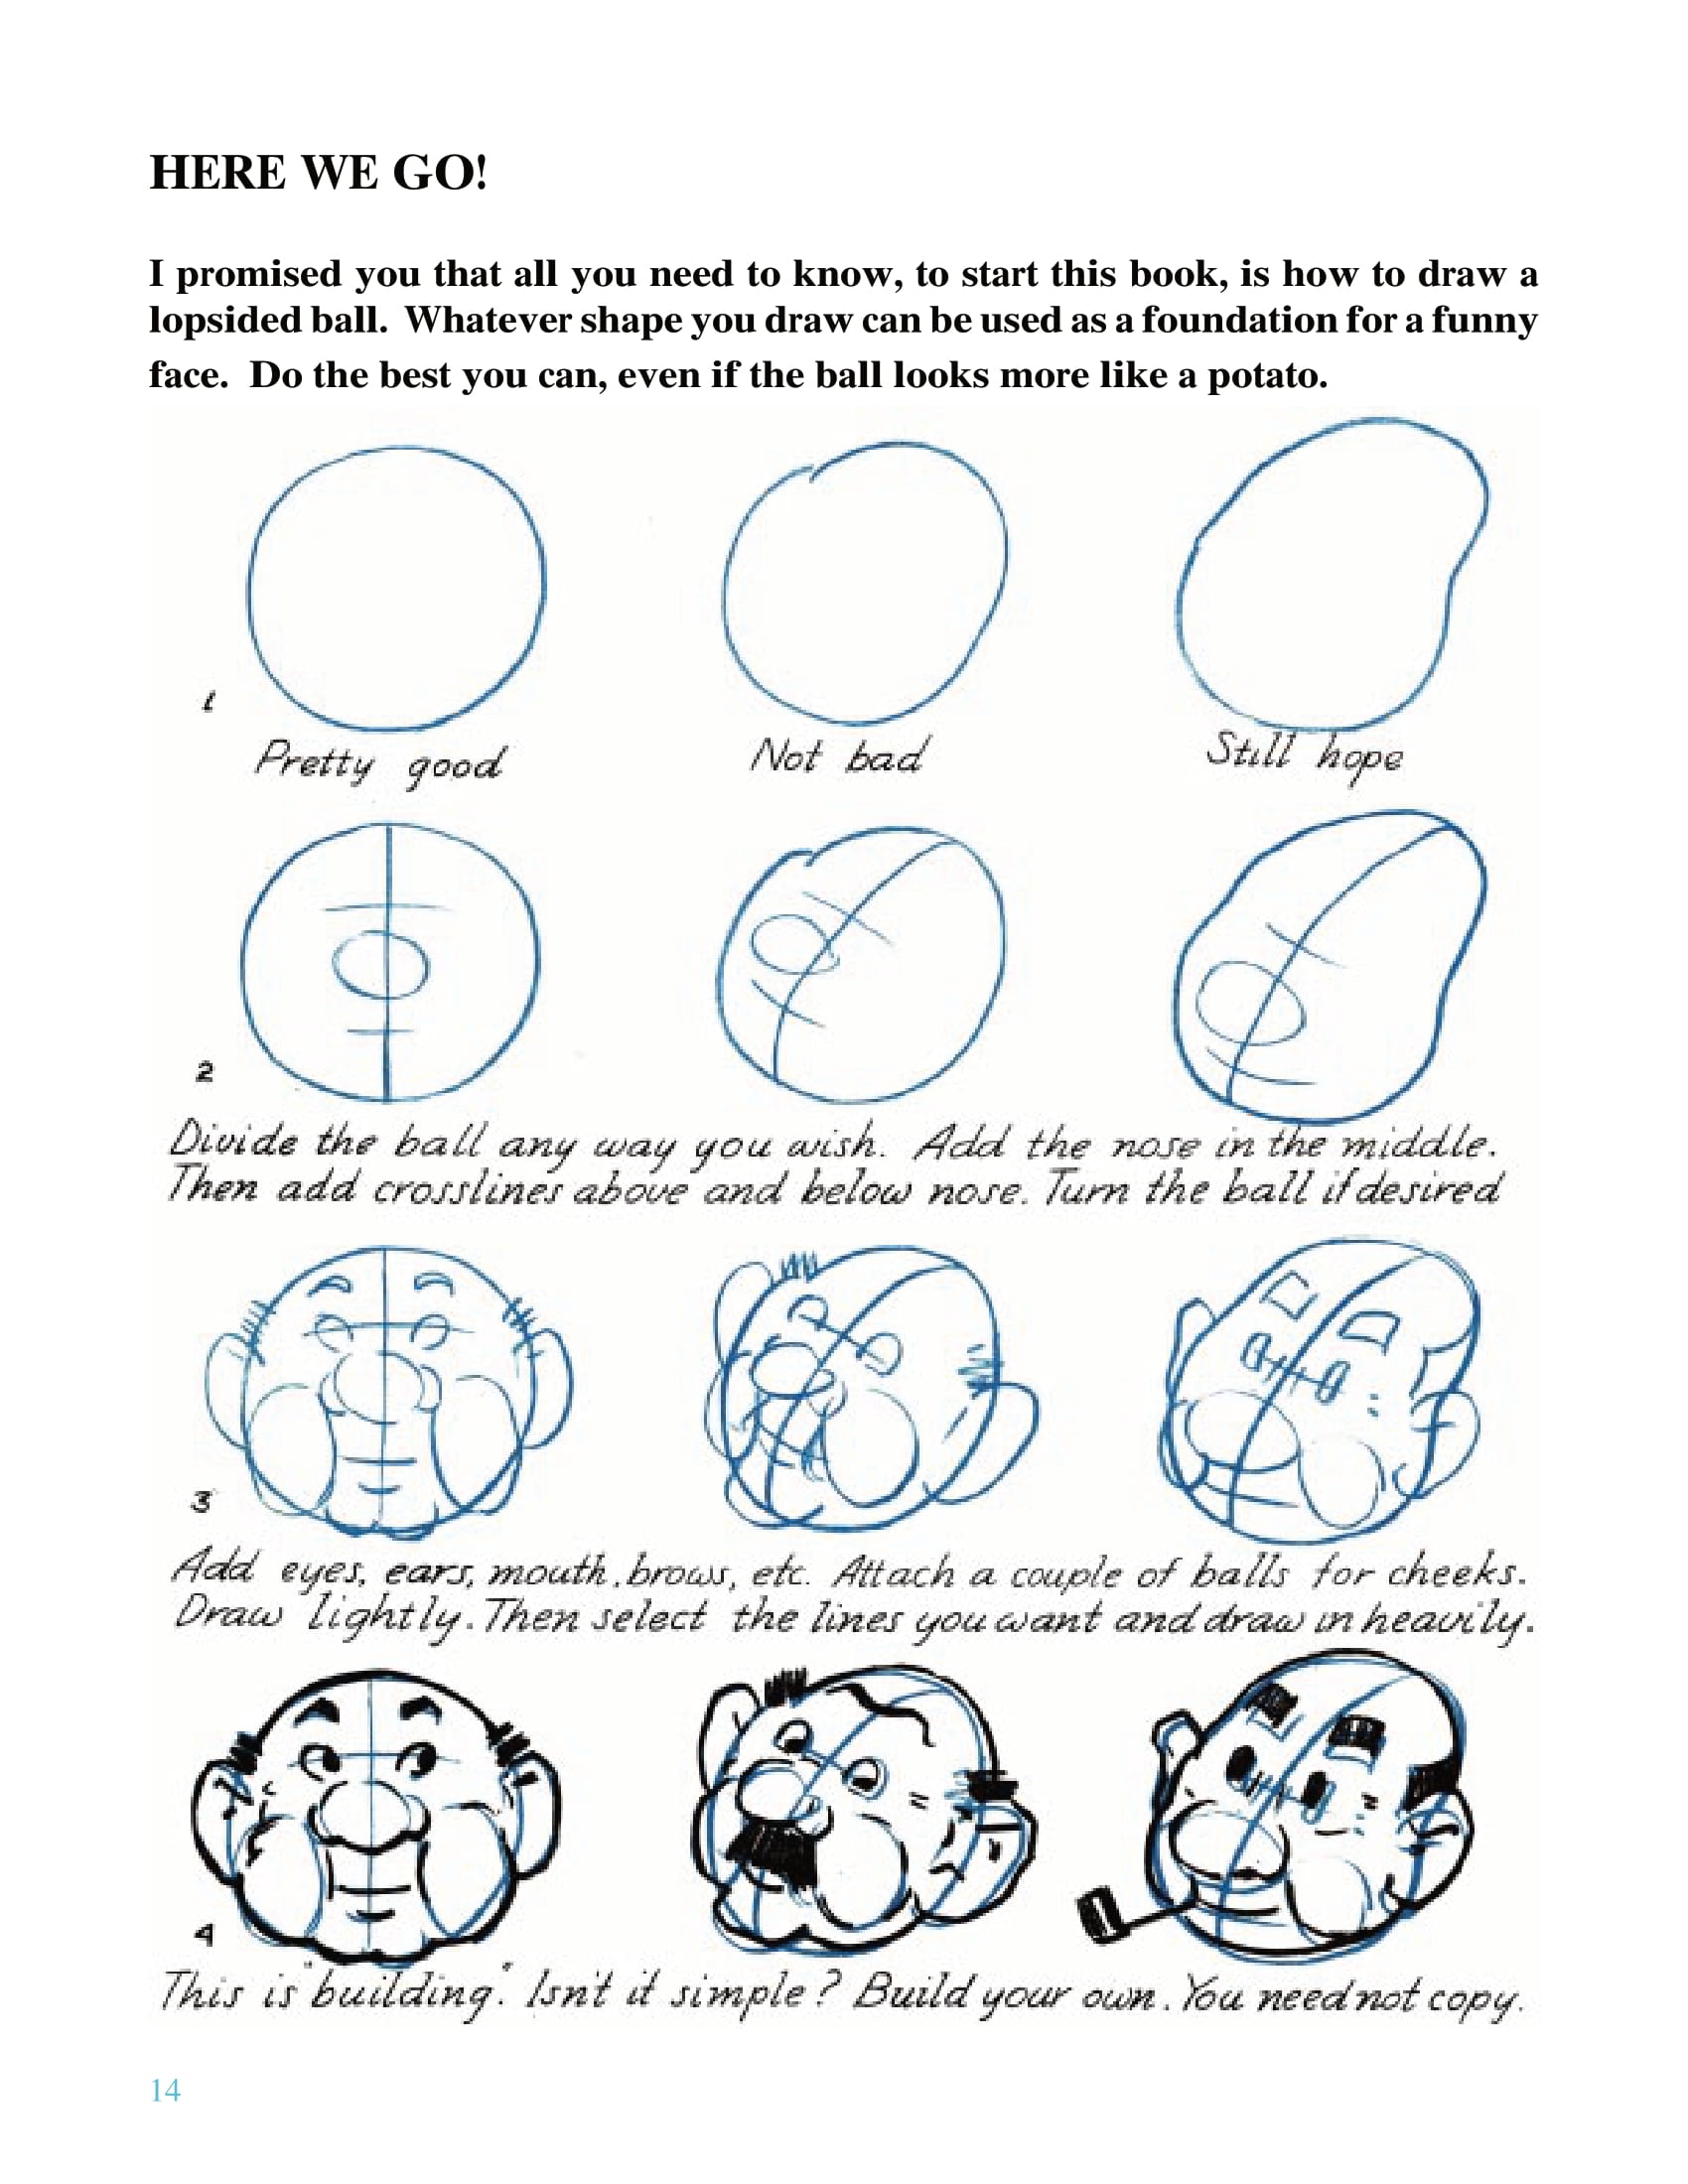 HERE WE GO!
I promised you that all you need to know, to start this book, is how to draw a
lopsided ball. Whatever shape you draw can be used as a foundation for a funny
face. Do the best you can, even if the ball looks more like a potato.
1
Pretty good
Not bad
Still hope
2
Divide the ball any way you wish. Add the nose in the middle.
Then add crosslines above and below nose. Turn the ball if desired
3
Add eyes, ears, mouth, brows, etc. Attach a couple of balls for cheeks.
Draw lightly. Then select the lines you want and draw in heavily.
4
This is "building". Isn't it simple? Build your own. You need not copy.
14